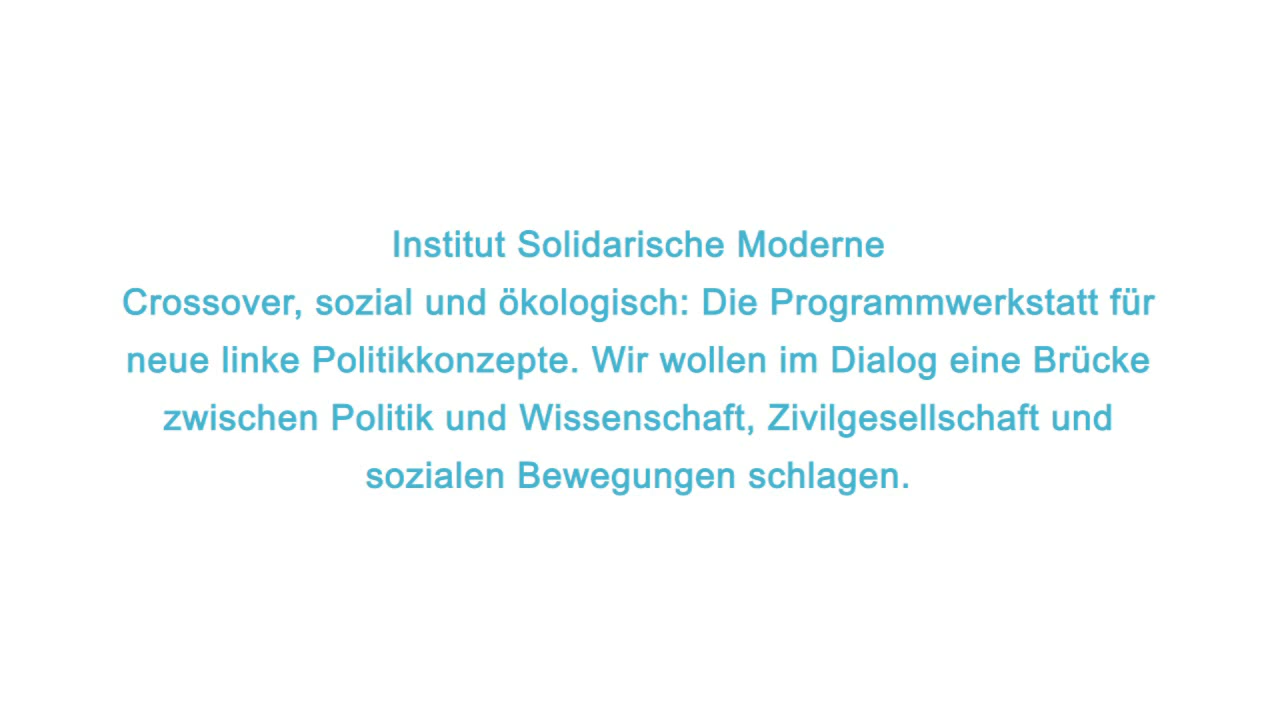 Institut Solidarische Moderne
Crossover, sozial und ökologisch: Die Programmwerkstatt für
neue linke Politikkonzepte. Wir wollen im Dialog eine Brücke
zwischen Politik und Wissenschaft, Zivilgesellschaft und
sozialen Bewegungen schlagen.